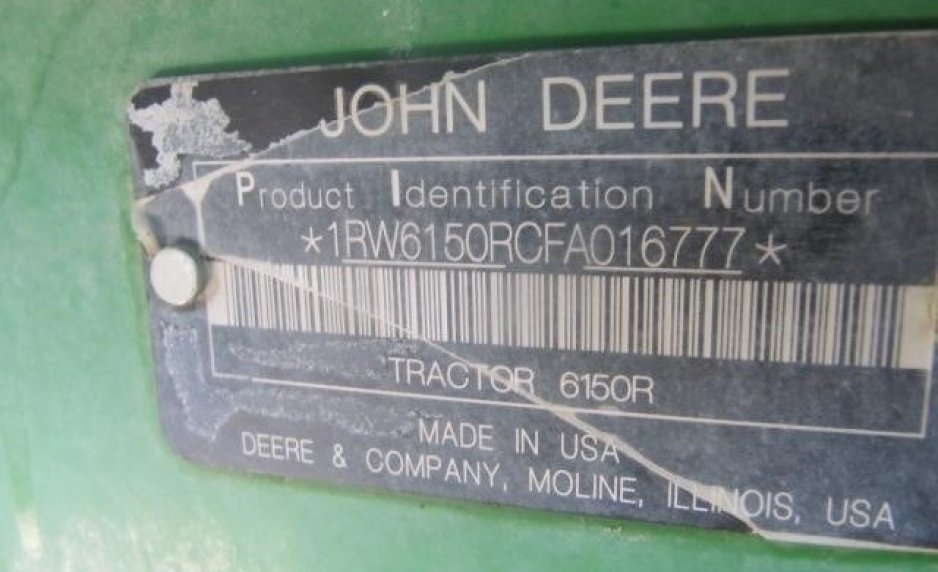 JOHN DEERE
Product Identification Number
*1RW6150RCFA016777*
TRACTOR 6150R
MADE IN USA
DEERE & COMPANY, MOLINE, ILLINOIS, USA